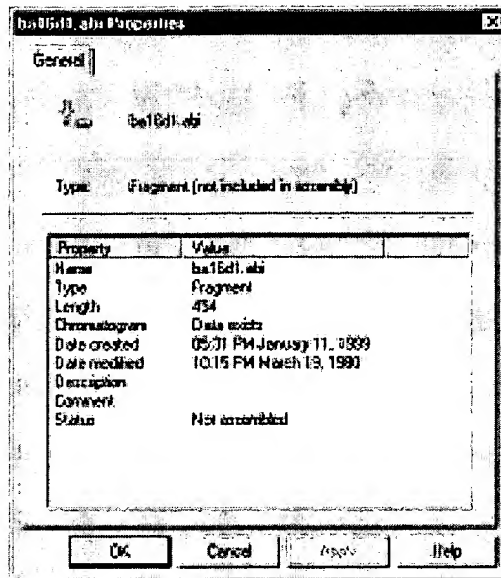 ba16d1.abi Properties
General
ba16d1.abi
Type: Fragment (not included in assembly)
Property Value
Name ba16d1.abi
Type Fragment
Length 454
Chromatogram Data exists
Date created 05:01 PM January 11, 1999
Date modified 10:15 PM March 19,
Description
Comment
Status Not assembled
OK Cancel Apply Help